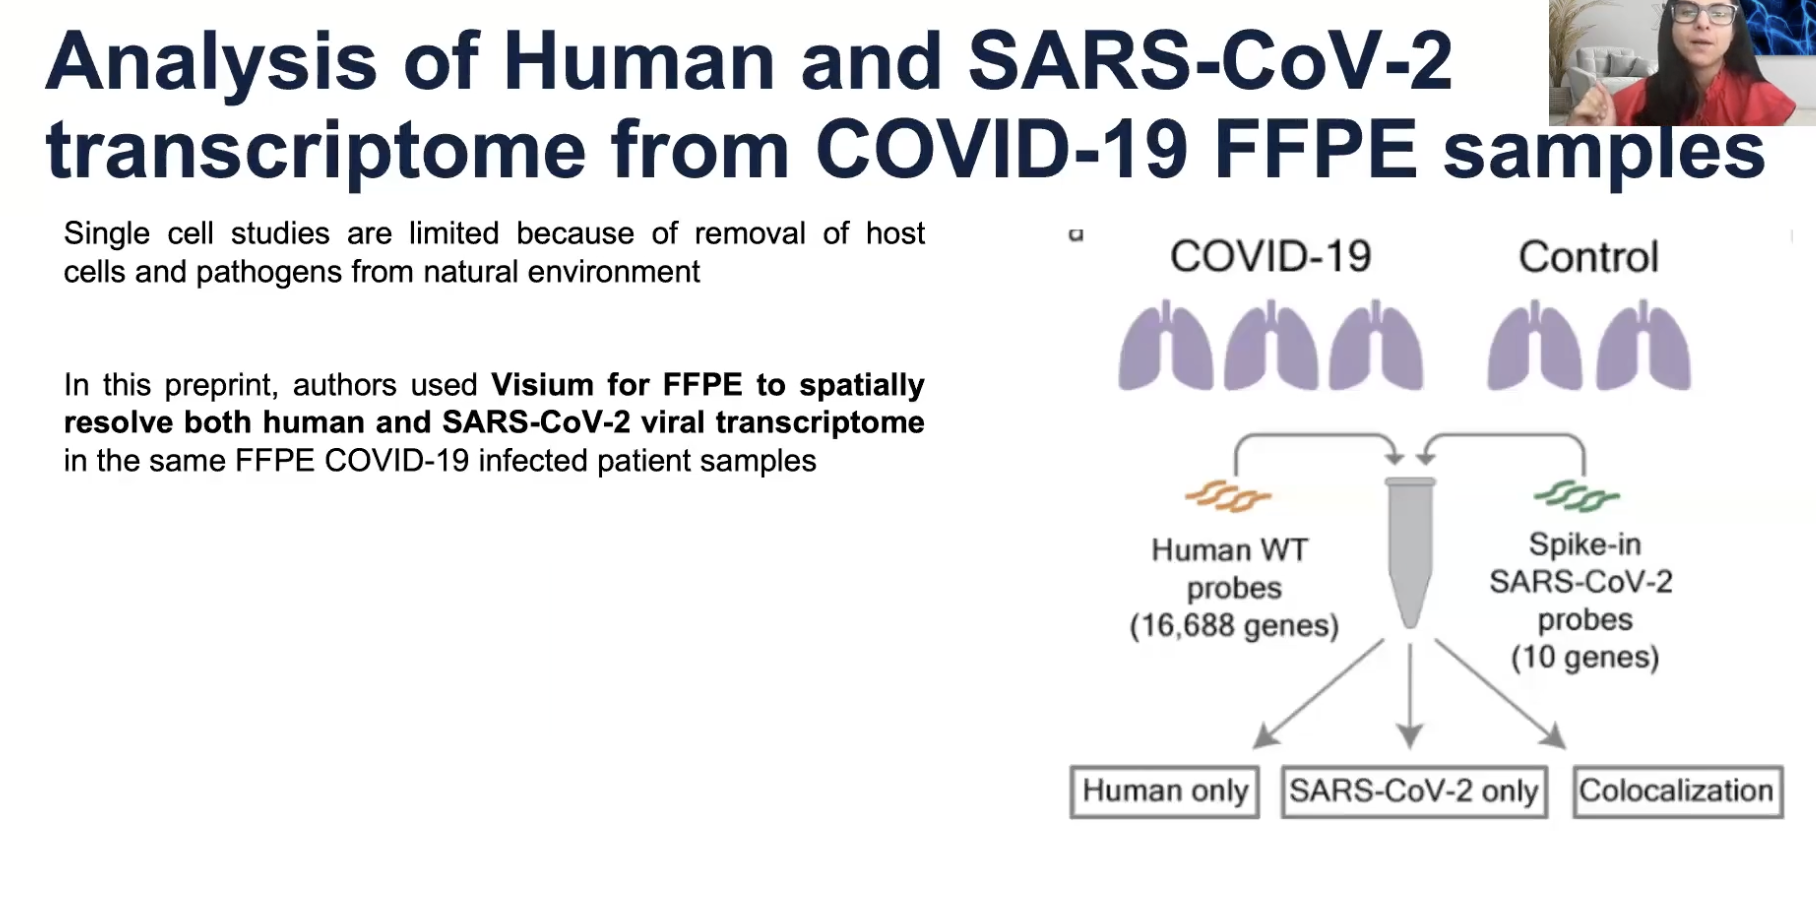 Analysis of Human and SARS-CoV-2
transcriptome from COVID-19 FFPE samples
Single cell studies are limited because of removal of host
cells and pathogens from natural environment
In this preprint, authors used Visium for FFPE to spatially
resolve both human and SARS-CoV-2 viral transcriptome
in the same FFPE COVID-19 infected patient samples
a
COVID-19
Control
Human WT
probes
(16,688 genes)
Spike-in
SARS-CoV-2
probes
(10 genes)
Human only
SARS-CoV-2 only
Colocalization